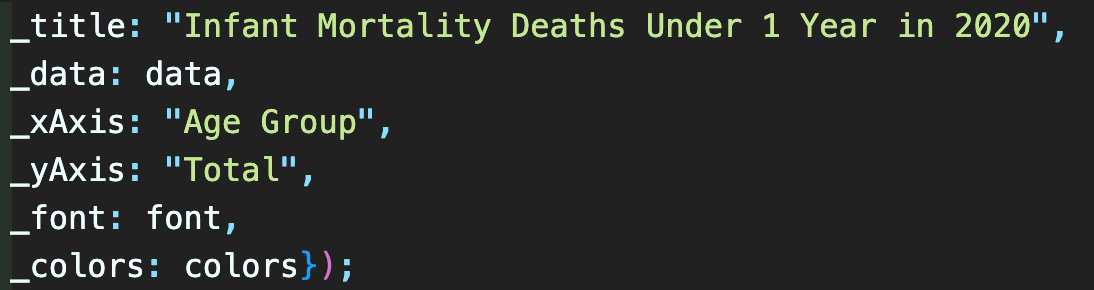 _title: "Infant Mortality Deaths Under 1 Year in 2020",
_data: data,
_xAxis: "Age Group",
_yAxis: "Total",
_font: font,
_colors: colors});